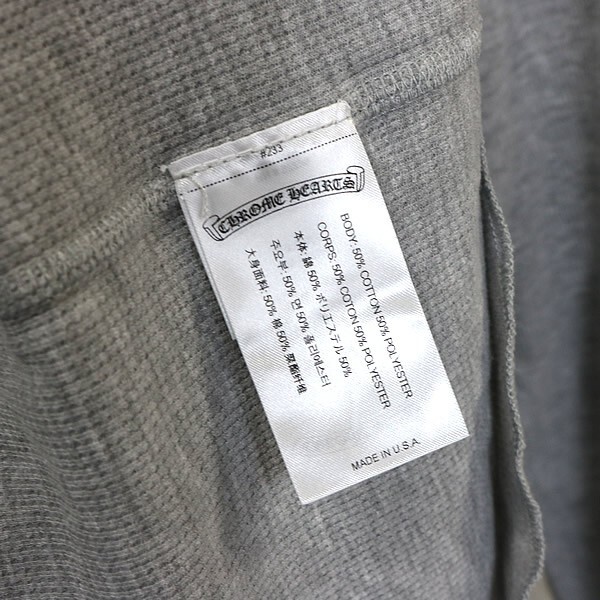 #233
CHROME HEARTS
BODY: 50% COTTON 50% POLYESTER
CORPS: 50% COTON 50% POLYESTER
本体: 綿 50% ポリエステル 50%
주요부: 50% 면 50% 폴리에스터
大身面料: 50% 棉 50% 聚酯纤维
MADE IN U.S.A.